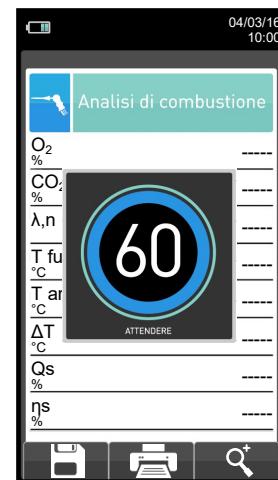 04/03/16
10:00
Analisi di combustione
O2
%
-----
CO2
%
λ,n
T fu
°C
T ar
°C
60
ATTENDERE
ΔT
°C
-----
Qs
%
-----
ηs
%
-----